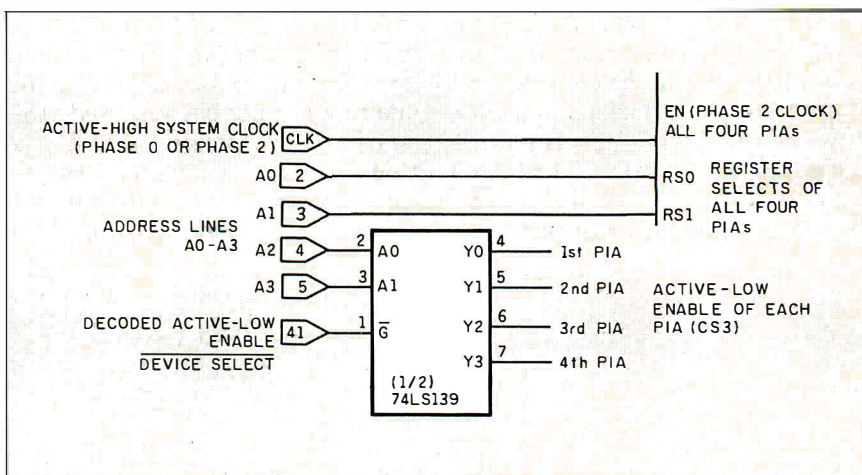 ACTIVE-HIGH SYSTEM CLOCK
(PHASE 0 OR PHASE 2)
CLK
EN (PHASE 2 CLOCK)
ALL FOUR PIAs
A0
2
RS0
REGISTER
SELECTS OF
ALL FOUR
PIAs
A1
3
RS1
ADDRESS LINES
A0-A3
A2
4
2
A0
Y0
4
1st PIA
A3
5
3
A1
Y1
5
2nd PIA
ACTIVE-LOW
ENABLE OF EACH
PIA (CS3)
DECODED ACTIVE-LOW
ENABLE
DEVICE SELECT
41
1
G
Y2
6
3rd PIA
Y3
7
4th PIA
(1/2)
74LS139